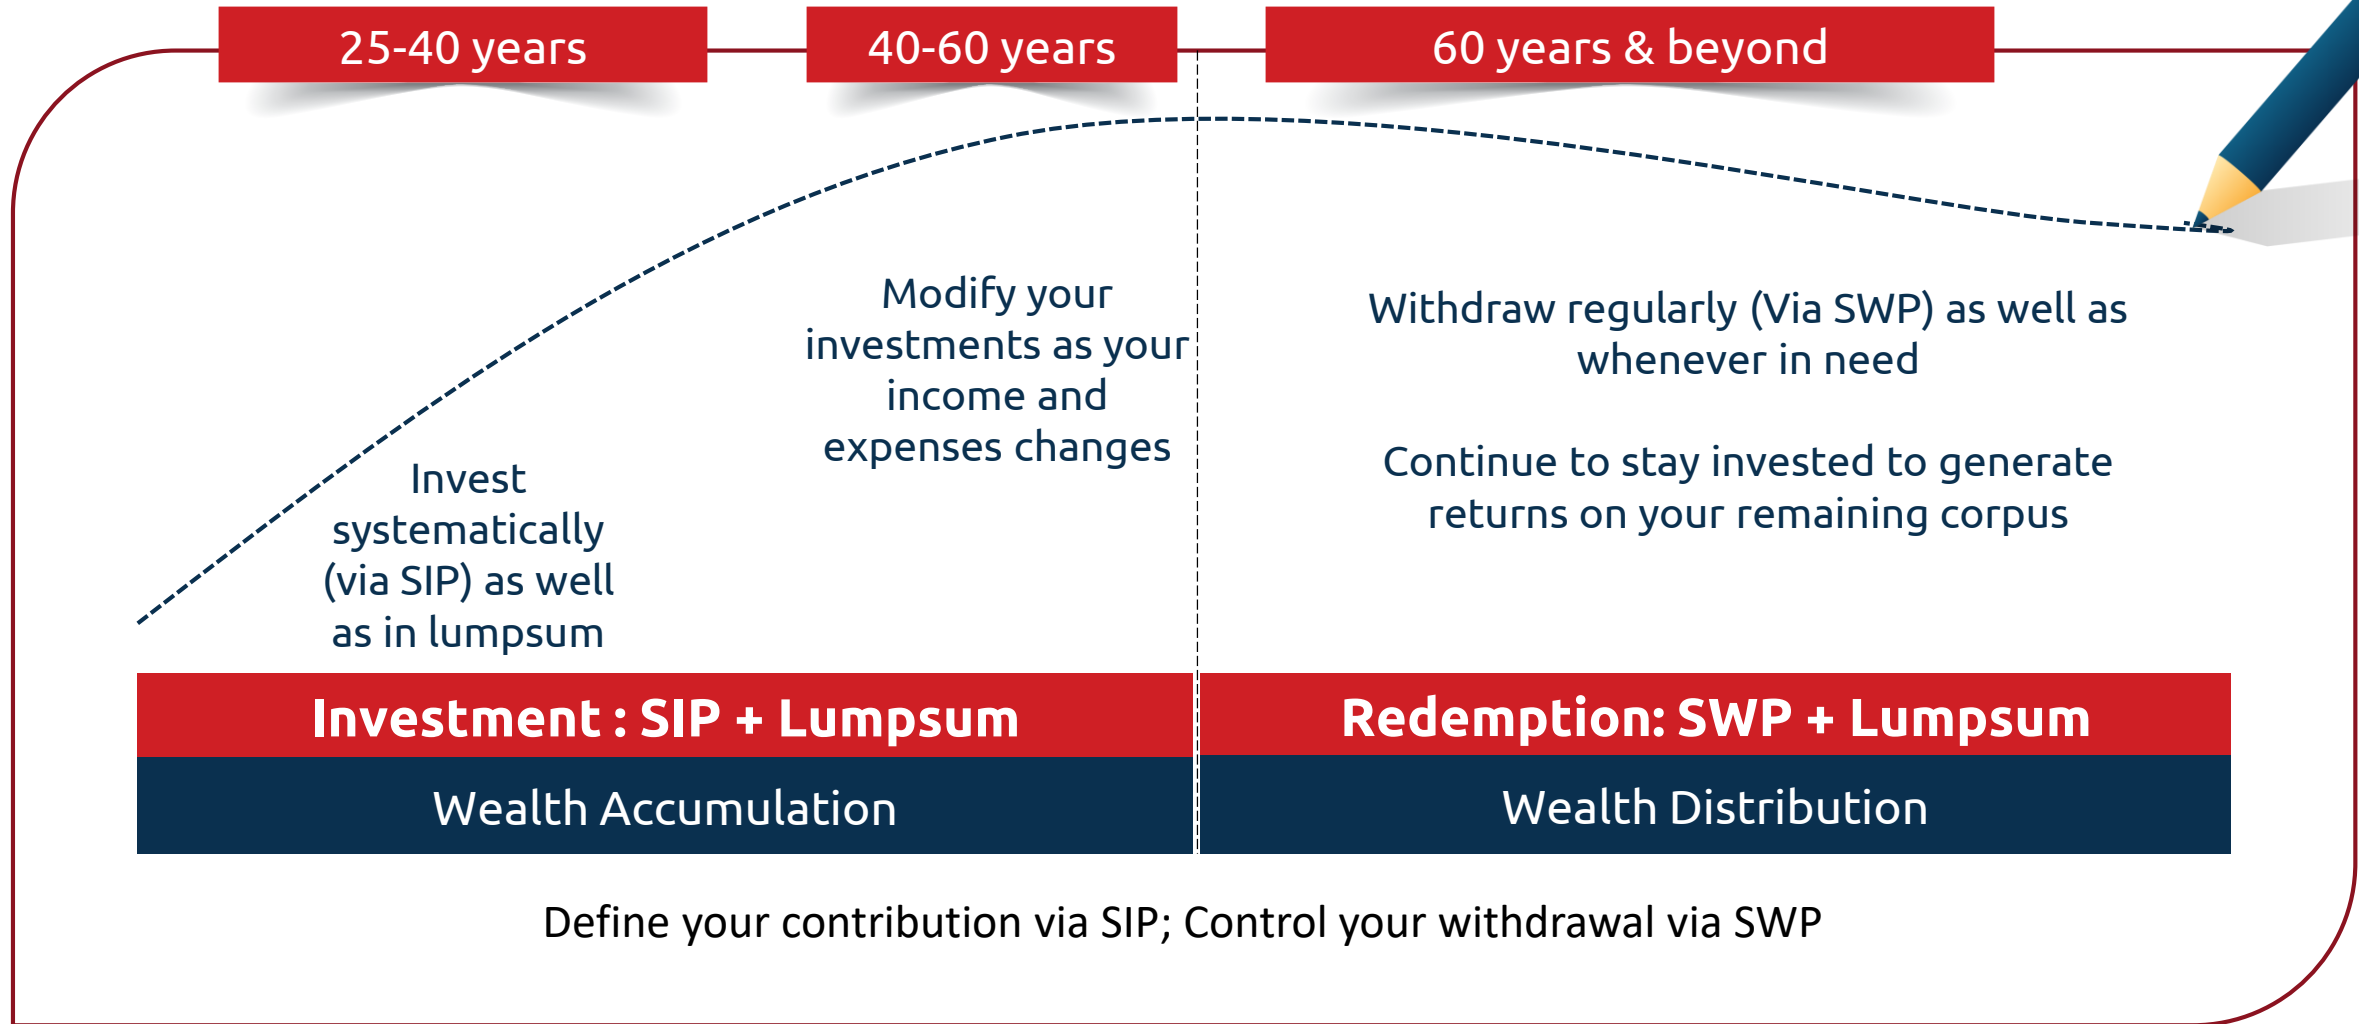 25-40 years
40-60 years
60 years & beyond
Invest
systematically
(via SIP) as well
as in lumpsum
Modify your
investments as your
income and
expenses changes
Withdraw regularly (Via SWP) as well as
whenever in need
Continue to stay invested to generate
returns on your remaining corpus
Investment : SIP + Lumpsum
Redemption: SWP + Lumpsum
Wealth Accumulation
Wealth Distribution
Define your contribution via SIP; Control your withdrawal via SWP